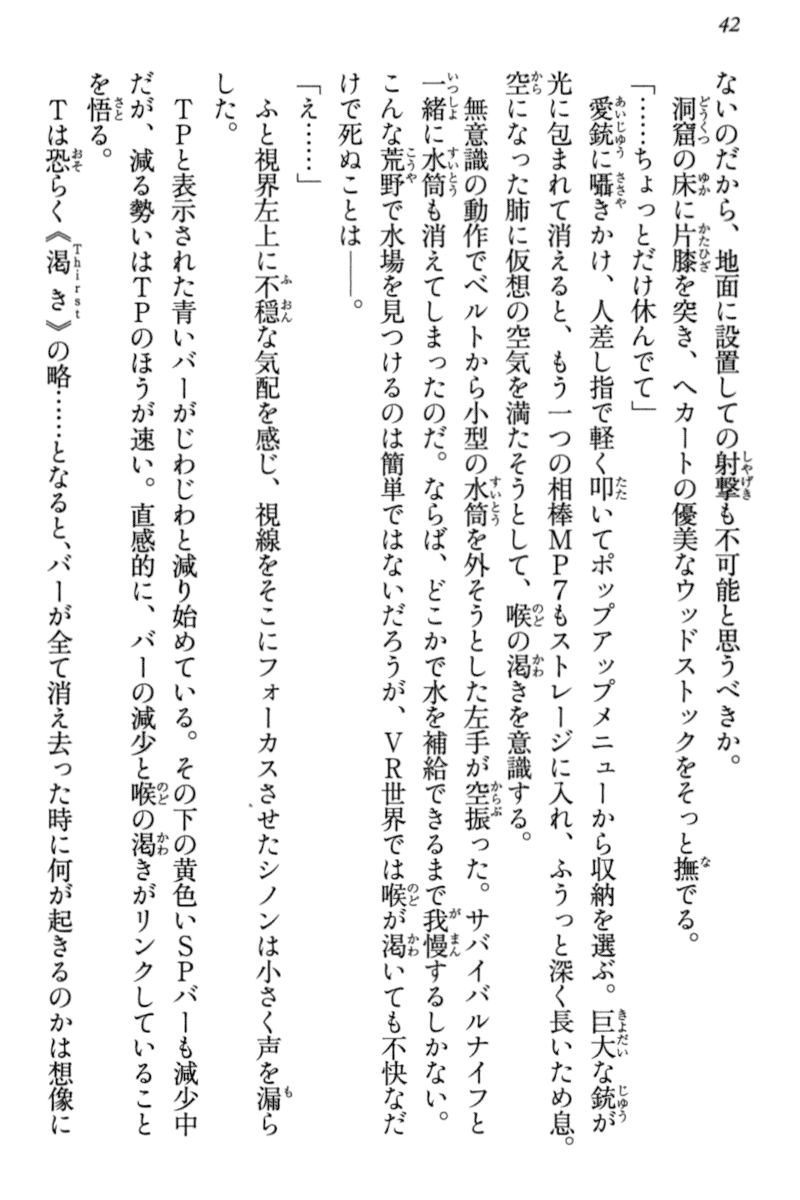 42
ないのだから、地面に設置しての射撃も不可能と思うべきか。
洞窟の床に片膝を突き、ヘカートの優美なウッドストックをそっと撫でる。
「……ちょっとだけ休んでて」
愛銃に囁きかけ、人差し指で軽く叩いてポップアップメニューから収納を選ぶ。巨大な銃が
光に包まれて消えると、もう一つの相棒ＭＰ７もストレージに入れ、ふうっと深く長いため息。
空になった肺に仮想の空気を満たそうとして、喉の渇きを意識する。
無意識の動作でベルトから小型の水筒を外そうとした左手が空振った。サバイバルナイフと
一緒に水筒も消えてしまったのだ。ならば、どこかで水を補給できるまで我慢するしかない。
こんな荒野で水場を見つけるのは簡単ではないだろうが、ＶＲ世界では喉が渇いても不快なだ
けで死ぬことは――。
「え……」
ふと視界左上に不穏な気配を感じ、視線をそこにフォーカスさせたシノンは小さく声を漏ら
した。
ＴＰと表示された青いバーがじわじわと減り始めている。その下の黄色いＳＰバーも減少中
だが、減る勢いはＴＰのほうが速い。直感的に、バーの減少と喉の渇きがリンクしていること
を悟る。
Ｔは恐らく《渇き》の略……となると、バーが全て消え去った時に何が起きるのかは想像に